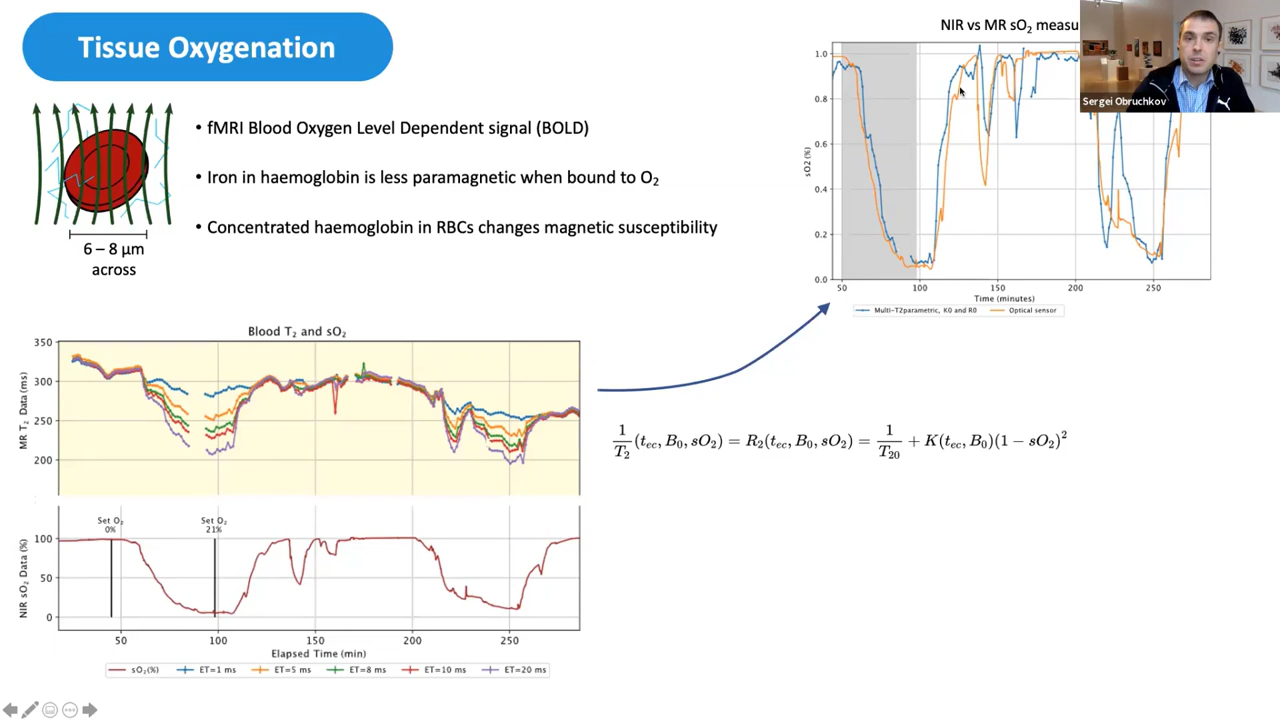 Tissue Oxygenation
• fMRI Blood Oxygen Level Dependent signal (BOLD)
• Iron in haemoglobin is less paramagnetic when bound to O₂
• Concentrated haemoglobin in RBCs changes magnetic susceptibility
6 – 8 μm
across
NIR vs MR sO₂ measu
Sergei Obruchkov
sO2 (%)
1.0
0.8
0.6
0.4
0.2
0.0
50 100 150 200 250
Time (minutes)
Multi-T2parametric, K0 and R0 Optical sensor
Blood T₂ and sO₂
MR T₂ Data (ms)
350
300
250
200
1/T₂ (t_ec, B₀, sO₂) = R₂(t_ec, B₀, sO₂) = 1/T₂₀ + K(t_ec, B₀)(1 − sO₂)²
Set O₂
0%
Set O₂
21%
NIR sO₂ Data (%)
100
50
0
50 100 150 200 250
Elapsed Time (min)
sO₂(%) ET=1 ms ET=5 ms ET=8 ms ET=10 ms ET=20 ms